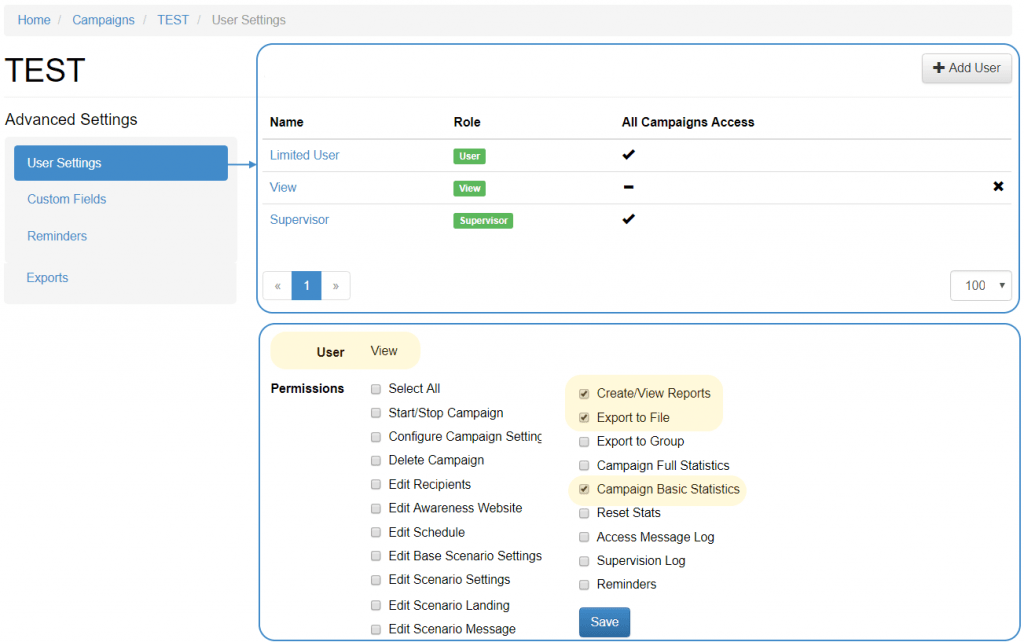 Home / Campaigns / TEST / User Settings
TEST
Add User
Advanced Settings
User Settings
Custom Fields
Reminders
Exports
Name Role All Campaigns Access
Limited User User
View View
Supervisor Supervisor
« 1 »
100
User View
Permissions
Select All
Start/Stop Campaign
Configure Campaign Setting
Delete Campaign
Edit Recipients
Edit Awareness Website
Edit Schedule
Edit Base Scenario Settings
Edit Scenario Settings
Edit Scenario Landing
Edit Scenario Message
Create/View Reports
Export to File
Export to Group
Campaign Full Statistics
Campaign Basic Statistics
Reset Stats
Access Message Log
Supervision Log
Reminders
Save